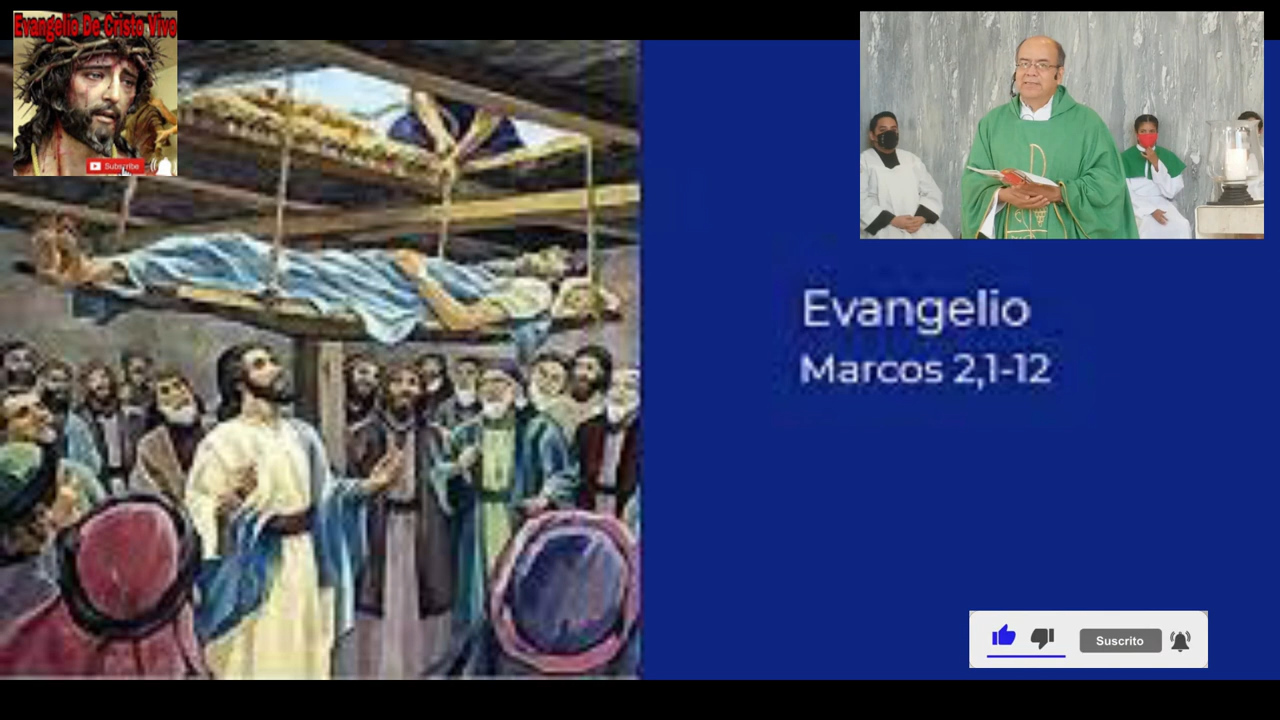 Evangelio De Cristo Vivo
Subscribe
Evangelio
Marcos 2,1-12
Suscrito